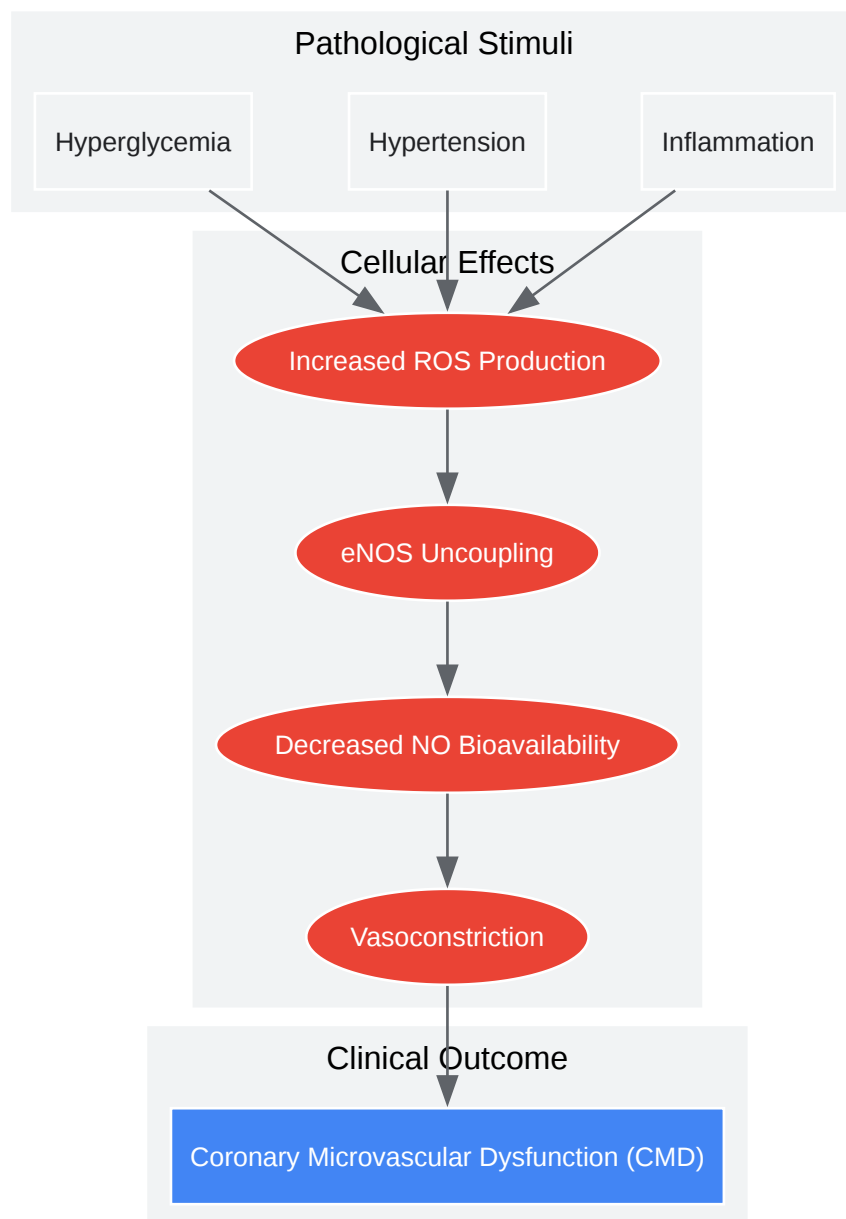 Pathological Stimuli
Hyperglycemia
Hypertension
Inflammation
Cellular Effects
Increased ROS Production
eNOS Uncoupling
Decreased NO Bioavailability
Vasoconstriction
Clinical Outcome
Coronary Microvascular Dysfunction (CMD)